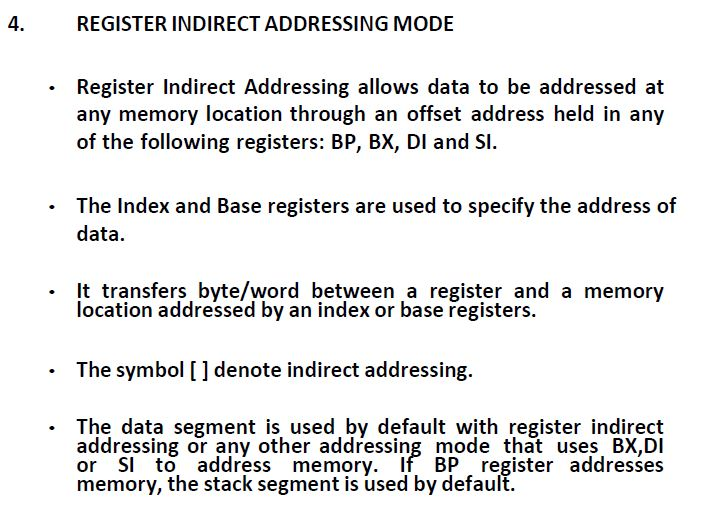 4. REGISTER INDIRECT ADDRESSING MODE
• Register Indirect Addressing allows data to be addressed at
any memory location through an offset address held in any
of the following registers: BP, BX, DI and SI.
• The Index and Base registers are used to specify the address of
data.
• It transfers byte/word between a register and a memory
location addressed by an index or base registers.
• The symbol [ ] denote indirect addressing.
• The data segment is used by default with register indirect
addressing or any other addressing mode that uses BX,DI
or SI to address memory. If BP register addresses
memory, the stack segment is used by default.